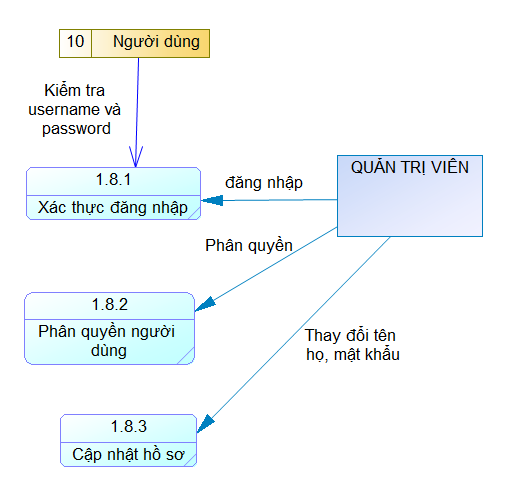 10 Người dùng
Kiểm tra
username và
password
1.8.1
Xác thực đăng nhập
đăng nhập
QUẢN TRỊ VIÊN
Phân quyền
1.8.2
Phân quyền người
dùng
Thay đổi tên
họ, mật khẩu
1.8.3
Cập nhật hồ sơ